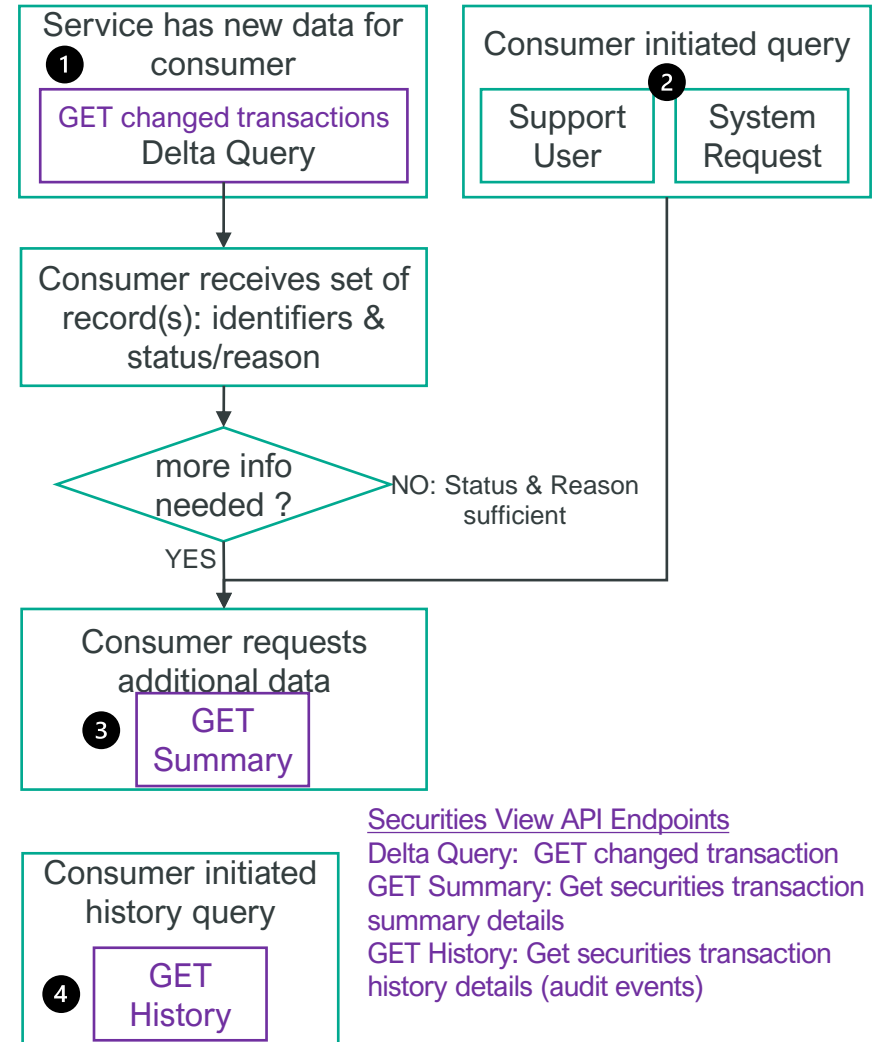 Service has new data for
1
consumer
GET changed transactions
Delta Query
Consumer initiated query
2
Support
User
System
Request
Consumer receives set of
record(s): identifiers &
status/reason
more info
needed ?
NO: Status & Reason
sufficient
YES
Consumer requests
additional data
3
GET
Summary
Securities View API Endpoints
Delta Query:  GET changed transaction
GET Summary: Get securities transaction
summary details
GET History: Get securities transaction
history details (audit events)
Consumer initiated
history query
4
GET
History